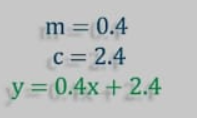 m = 0.4
c = 2.4
y = 0.4x + 2.4